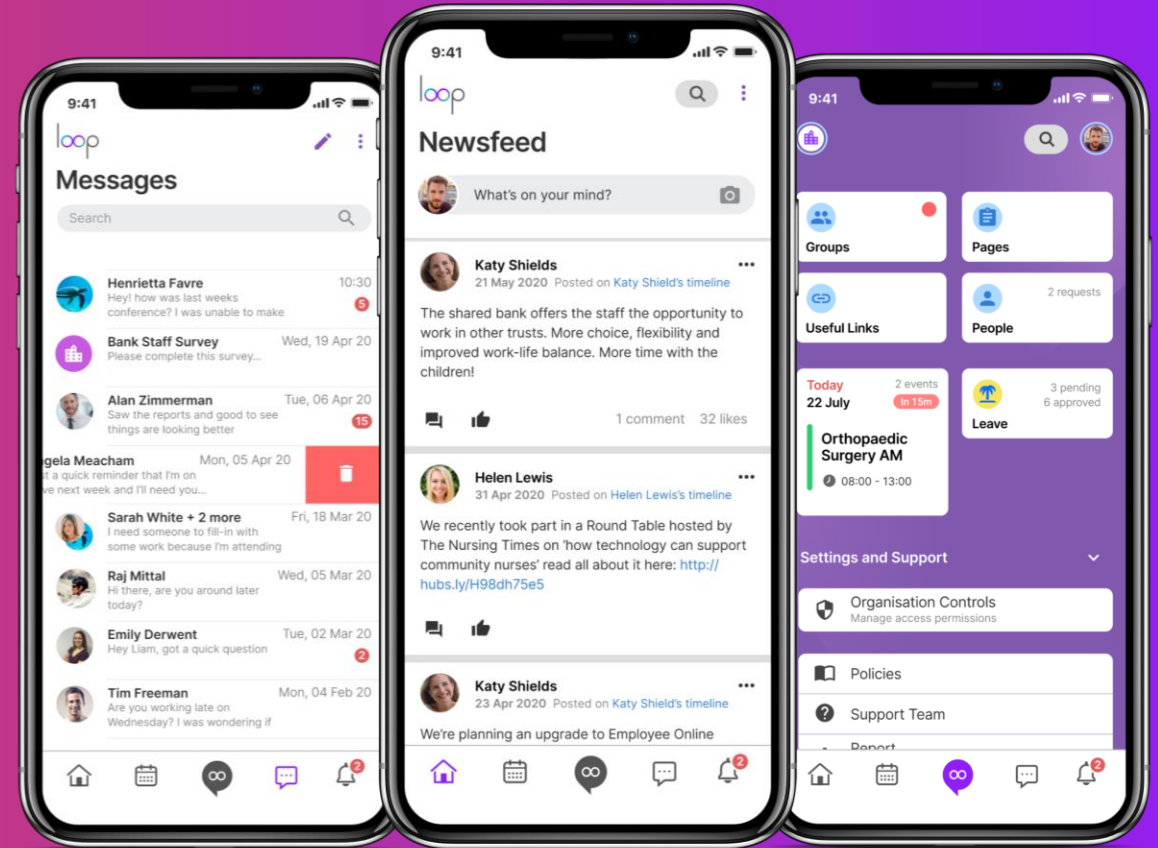 9:41
loop
Messages
Search
Henrietta Favre 10:30
Hey! how was last weeks
conference? I was unable to make
5
Bank Staff Survey Wed, 19 Apr 20
Please complete this survey...
Alan Zimmerman Tue, 06 Apr 20
Saw the reports and good to see
things are looking better
15
gela Meacham Mon, 05 Apr 20
t a quick reminder that I'm on
ve next week and I'll need you...
Sarah White + 2 more Fri, 18 Mar 20
I need someone to fill-in with
some work because I'm attending
Raj Mittal Wed, 05 Mar 20
Hi there, are you around later
today?
Emily Derwent Tue, 02 Mar 20
Hey Liam, got a quick question
2
Tim Freeman Mon, 04 Feb 20
Are you working late on
Wednesday? I was wondering if
2
9:41
loop
Newsfeed
What's on your mind?
Katy Shields
21 May 2020 Posted on Katy Shield's timeline
The shared bank offers the staff the opportunity to
work in other trusts. More choice, flexibility and
improved work-life balance. More time with the
children!
1 comment 32 likes
Helen Lewis
31 Apr 2020 Posted on Helen Lewis's timeline
We recently took part in a Round Table hosted by
The Nursing Times on 'how technology can support
community nurses' read all about it here: http://
hubs.ly/H98dh75e5
Katy Shields
23 Apr 2020 Posted on Katy Shield's timeline
We're planning an upgrade to Employee Online
2
9:41
Groups
Pages
Useful Links
2 requests
People
Today 2 events
22 July In 15m
Orthopaedic
Surgery AM
08:00 - 13:00
3 pending
6 approved
Leave
Settings and Support
Organisation Controls
Manage access permissions
Policies
Support Team
Report
2